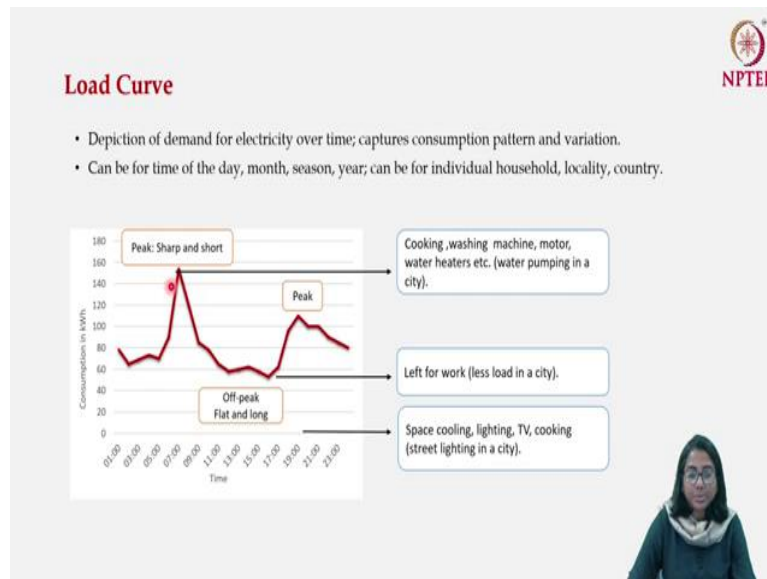 NPTEL
Load Curve
• Depiction of demand for electricity over time; captures consumption pattern and variation.
• Can be for time of the day, month, season, year; can be for individual household, locality, country.
180
160
140
120
100
80
60
40
20
0
Consumption in kWh
Peak: Sharp and short
Peak
Off-peak
Flat and long
01:00
03:00
05:00
07:00
09:00
11:00
13:00
15:00
17:00
19:00
21:00
23:00
Time
Cooking ,washing machine, motor,
water heaters etc. (water pumping in a
city).
Left for work (less load in a city).
Space cooling, lighting, TV, cooking
(street lighting in a city).